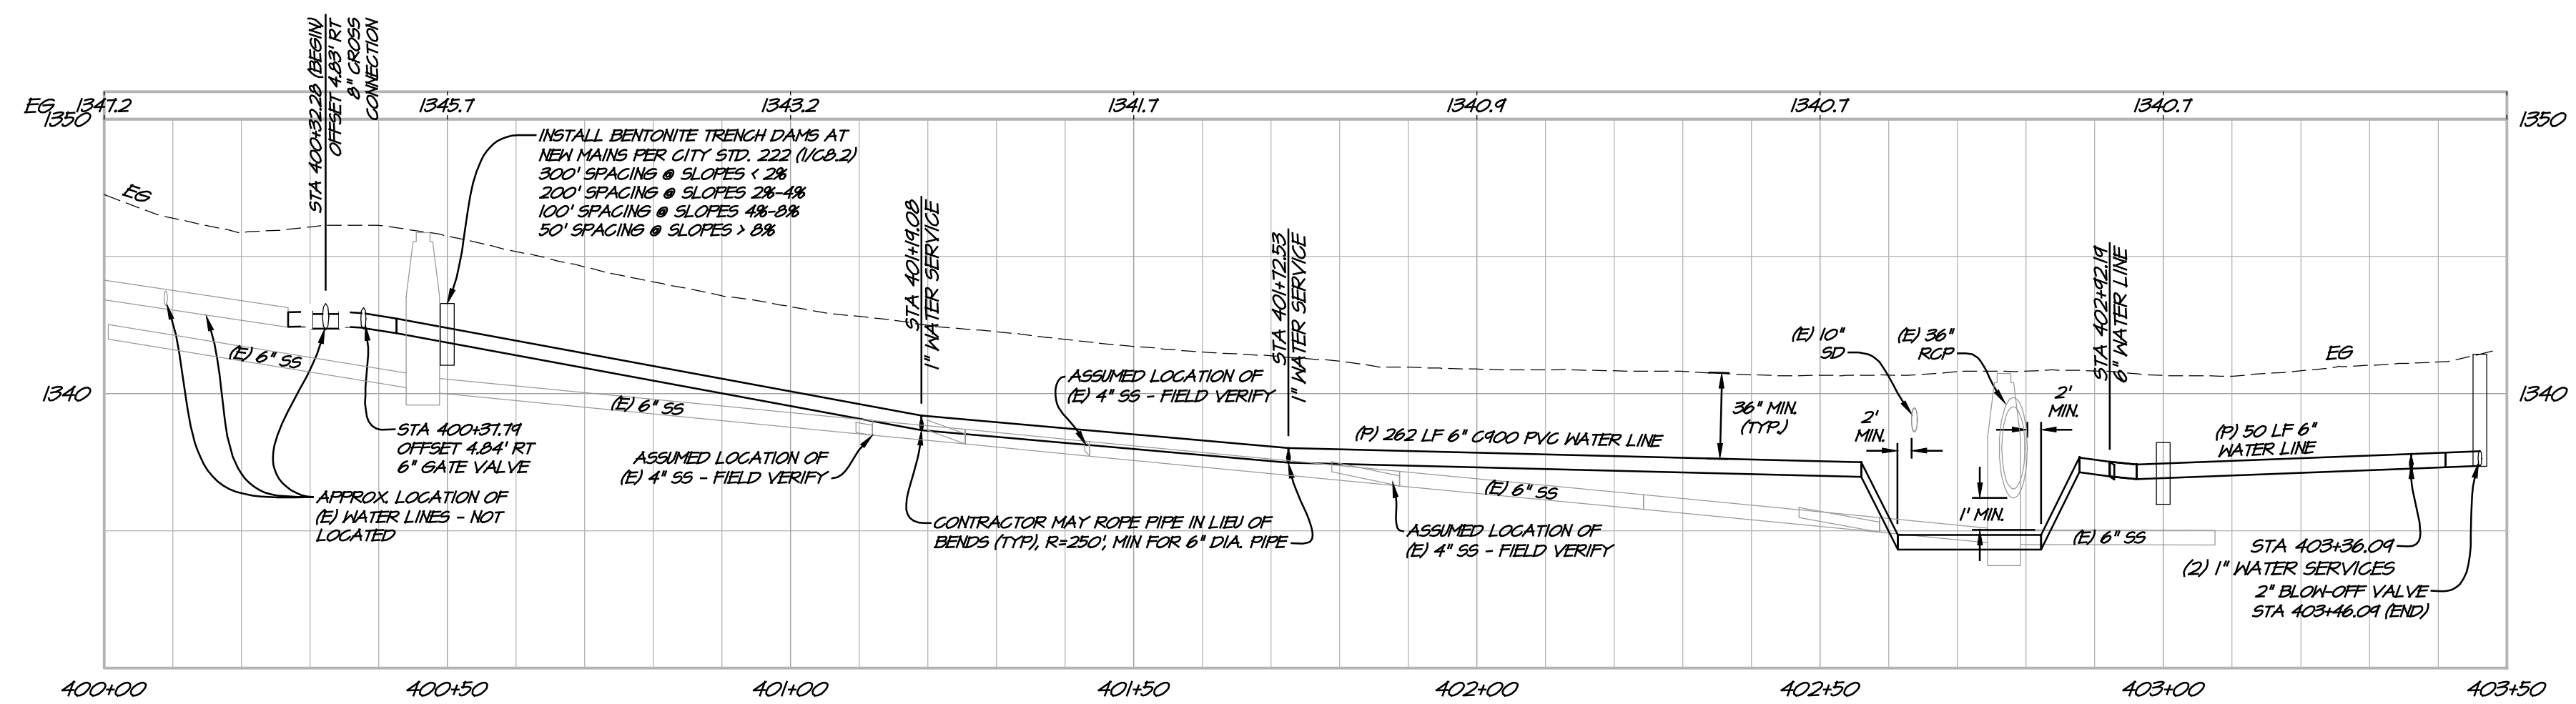 STA 400+32.28 (BEGIN)
OFFSET 4.83' RT
8" CROSS
CONNECTION
EG 1347.2
1345.7
1343.2
1341.7
1340.9
1340.7
1340.7
1350
1350
INSTALL BENTONITE TRENCH DAMS AT
NEW MAINS PER CITY STD. 222 (1/C8.2)
300' SPACING @ SLOPES < 2%
200' SPACING @ SLOPES 2%-4%
100' SPACING @ SLOPES 4%-8%
50' SPACING @ SLOPES > 8%
EG
STA 401+19.08
1" WATER SERVICE
STA 401+72.53
1" WATER SERVICE
STA 402+92.19
6" WATER LINE
(E) 10"
SD
(E) 36"
RCP
EG
(E) 6" SS
1340
1340
ASSUMED LOCATION OF
(E) 4" SS - FIELD VERIFY
(E) 6" SS
36" MIN.
(TYP.)
2'
MIN.
2'
MIN.
STA 400+37.79
OFFSET 4.84' RT
6" GATE VALVE
(P) 262 LF 6" C900 PVC WATER LINE
(P) 50 LF 6"
WATER LINE
ASSUMED LOCATION OF
(E) 4" SS - FIELD VERIFY
APPROX. LOCATION OF
(E) WATER LINES - NOT
LOCATED
(E) 6" SS
1' MIN.
CONTRACTOR MAY ROPE PIPE IN LIEU OF
BENDS (TYP), R=250', MIN FOR 6" DIA. PIPE
ASSUMED LOCATION OF
(E) 4" SS - FIELD VERIFY
(E) 6" SS
STA 403+36.09
(2) 1" WATER SERVICES
2" BLOW-OFF VALVE
STA 403+46.09 (END)
400+00
400+50
401+00
401+50
402+00
402+50
403+00
403+50